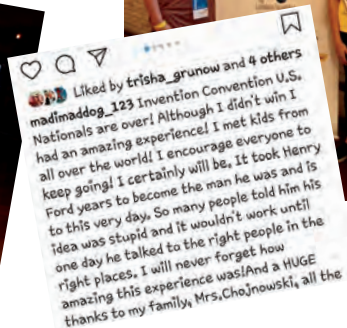 Liked by trisha_grunow and 4 others
madimaddog_123 Invention Convention U.S.
Nationals are over! Although I didn't win I
had an amazing experience! I met kids from
all over the world! I encourage everyone to
keep going! I certainly will be. It took Henry
Ford years to become the man he was and is
to this very day. So many people told him his
idea was stupid and it wouldn't work until
one day he talked to the right people in the
right places. I will never forget how
amazing this experience was!And a HUGE
thanks to my family, Mrs.Chojnowski, all the